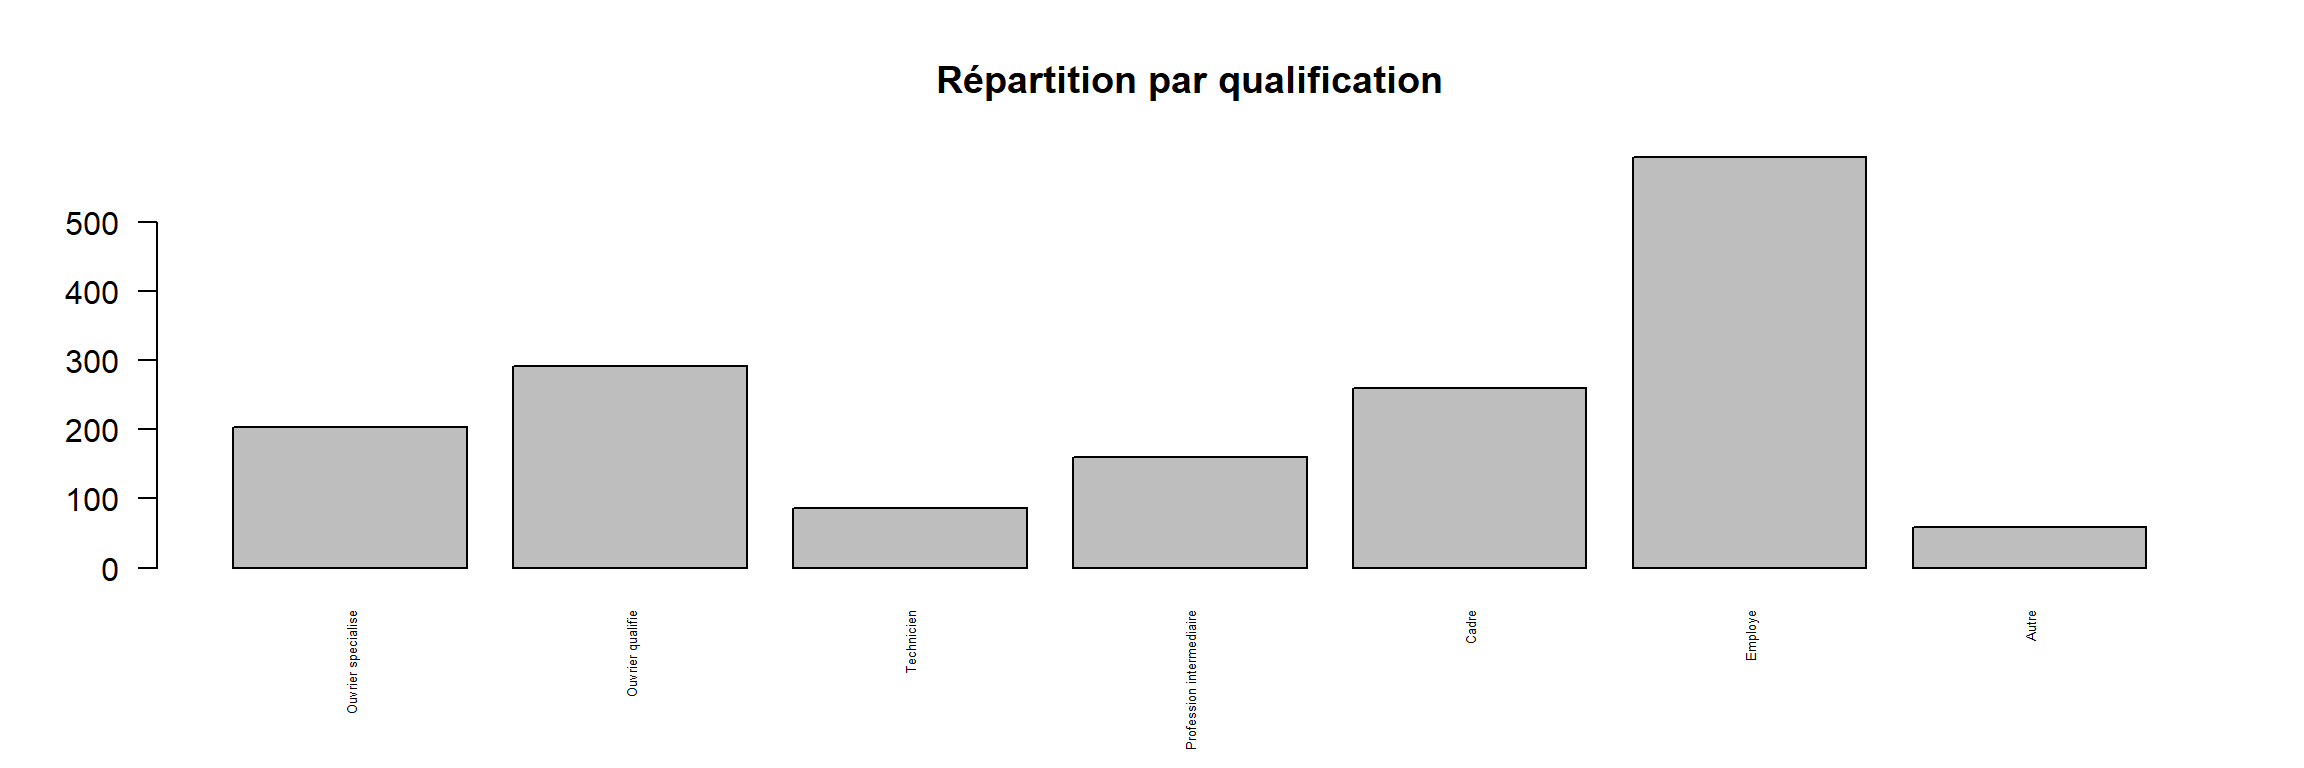 Répartition par qualification
500
400
300
200
100
0
Ouvrier specialise
Ouvrier qualifie
Technicien
Profession intermediaire
Cadre
Employe
Autre